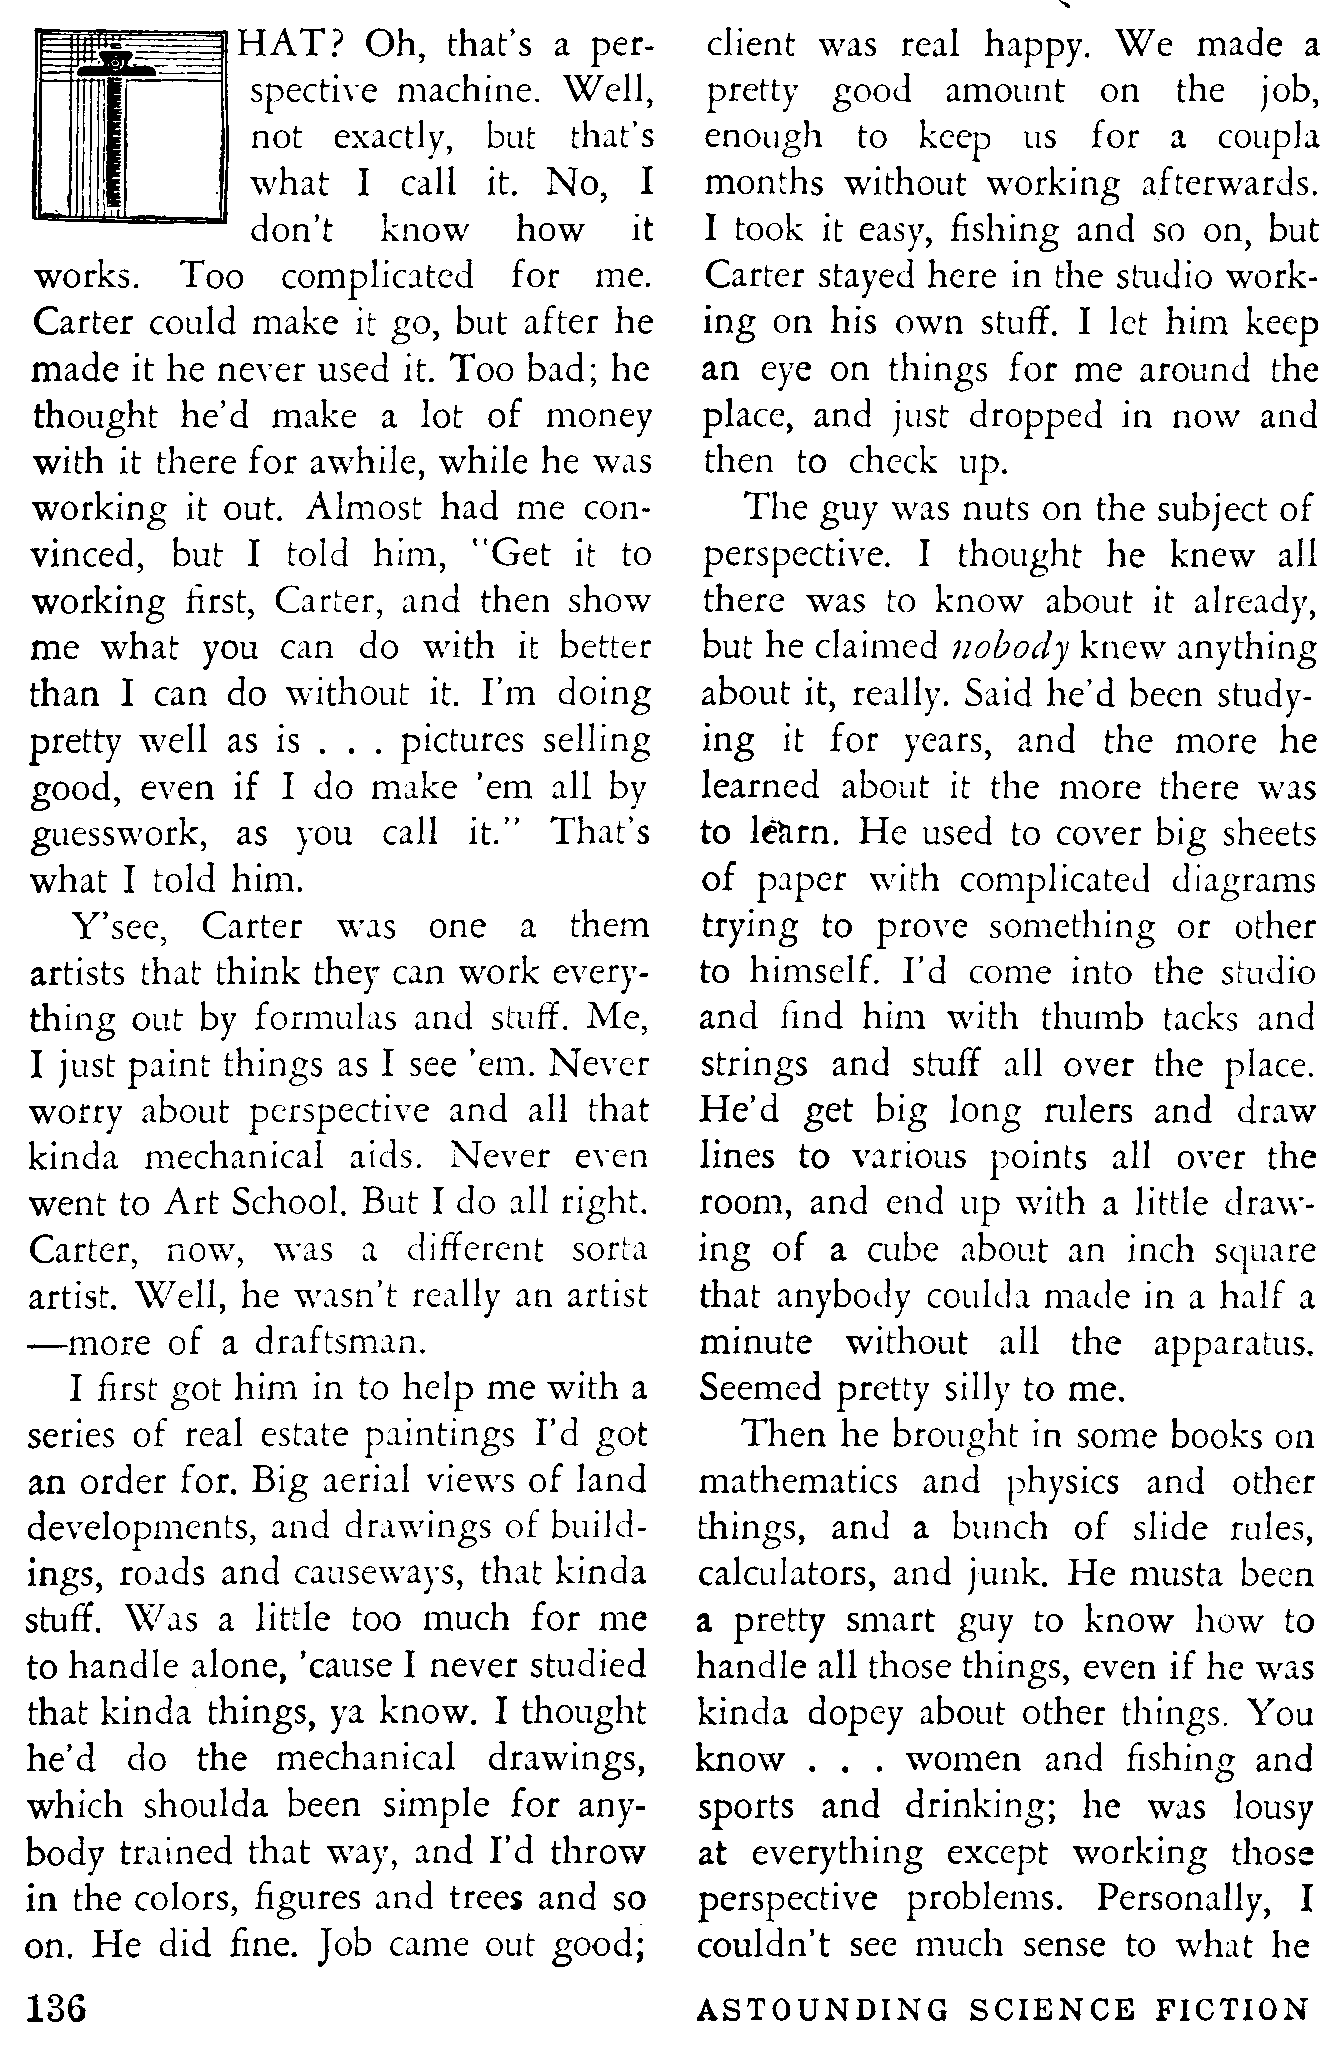 HAT? Oh, that's a per-
spective machine. Well,
not exactly, but that's
what I call it. No, I
don't know how it
works. Too complicated for me.
Carter could make it go, but after he
made it he never used it. Too bad; he
thought he'd make a lot of money
with it there for awhile, while he was
working it out. Almost had me con-
vinced, but I told him, "Get it to
working first, Carter, and then show
me what you can do with it better
than I can do without it. I'm doing
pretty well as is . . . pictures selling
good, even if I do make 'em all by
guesswork, as you call it." That's
what I told him.
Y'see, Carter was one a them
artists that think they can work every-
thing out by formulas and stuff. Me,
I just paint things as I see 'em. Never
worry about perspective and all that
kinda mechanical aids. Never even
went to Art School. But I do all right.
Carter, now, was a different sorta
artist. Well, he wasn't really an artist
—more of a draftsman.
I first got him in to help me with a
series of real estate paintings I'd got
an order for. Big aerial views of land
developments, and drawings of build-
ings, roads and causeways, that kinda
stuff. Was a little too much for me
to handle alone, 'cause I never studied
that kinda things, ya know. I thought
he'd do the mechanical drawings,
which shoulda been simple for any-
body trained that way, and I'd throw
in the colors, figures and trees and so
on. He did fine. Job came out good;
client was real happy. We made a
pretty good amount on the job,
enough to keep us for a coupla
months without working afterwards.
I took it easy, fishing and so on, but
Carter stayed here in the studio work-
ing on his own stuff. I let him keep
an eye on things for me around the
place, and just dropped in now and
then to check up.
The guy was nuts on the subject of
perspective. I thought he knew all
there was to know about it already,
but he claimed nobody knew anything
about it, really. Said he'd been study-
ing it for years, and the more he
learned about it the more there was
to learn. He used to cover big sheets
of paper with complicated diagrams
trying to prove something or other
to himself. I'd come into the studio
and find him with thumb tacks and
strings and stuff all over the place.
He'd get big long rulers and draw
lines to various points all over the
room, and end up with a little draw-
ing of a cube about an inch square
that anybody coulda made in a half a
minute without all the apparatus.
Seemed pretty silly to me.
Then he brought in some books on
mathematics and physics and other
things, and a bunch of slide rules,
calculators, and junk. He musta been
a pretty smart guy to know how to
handle all those things, even if he was
kinda dopey about other things. You
know . . . women and fishing and
sports and drinking; he was lousy
at everything except working those
perspective problems. Personally, I
couldn't see much sense to what he
136
ASTOUNDING SCIENCE FICTION